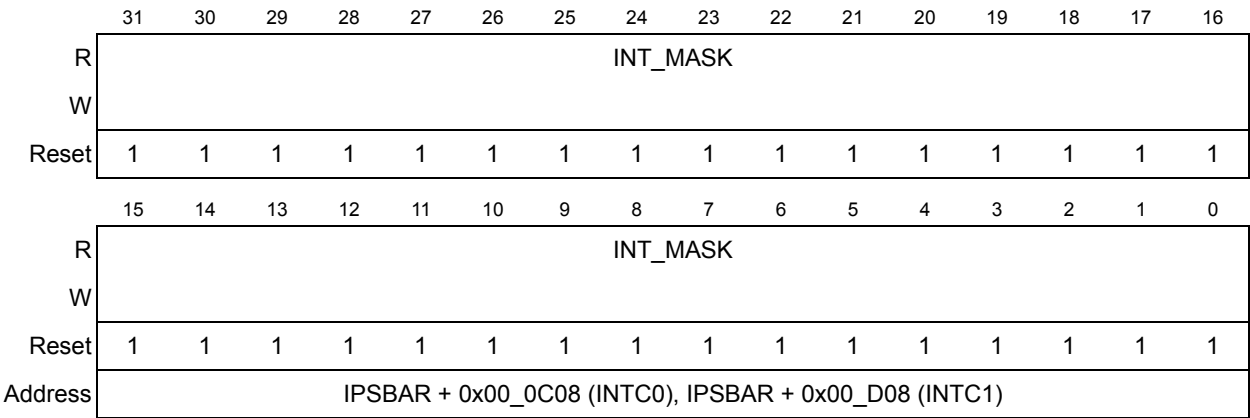 31 30 29 28 27 26 25 24 23 22 21 20 19 18 17 16
R INT_MASK
W
Reset 1 1 1 1 1 1 1 1 1 1 1 1 1 1 1 1
15 14 13 12 11 10 9 8 7 6 5 4 3 2 1 0
R INT_MASK
W
Reset 1 1 1 1 1 1 1 1 1 1 1 1 1 1 1 1
Address IPSBAR + 0x00_0C08 (INTC0), IPSBAR + 0x00_D08 (INTC1)